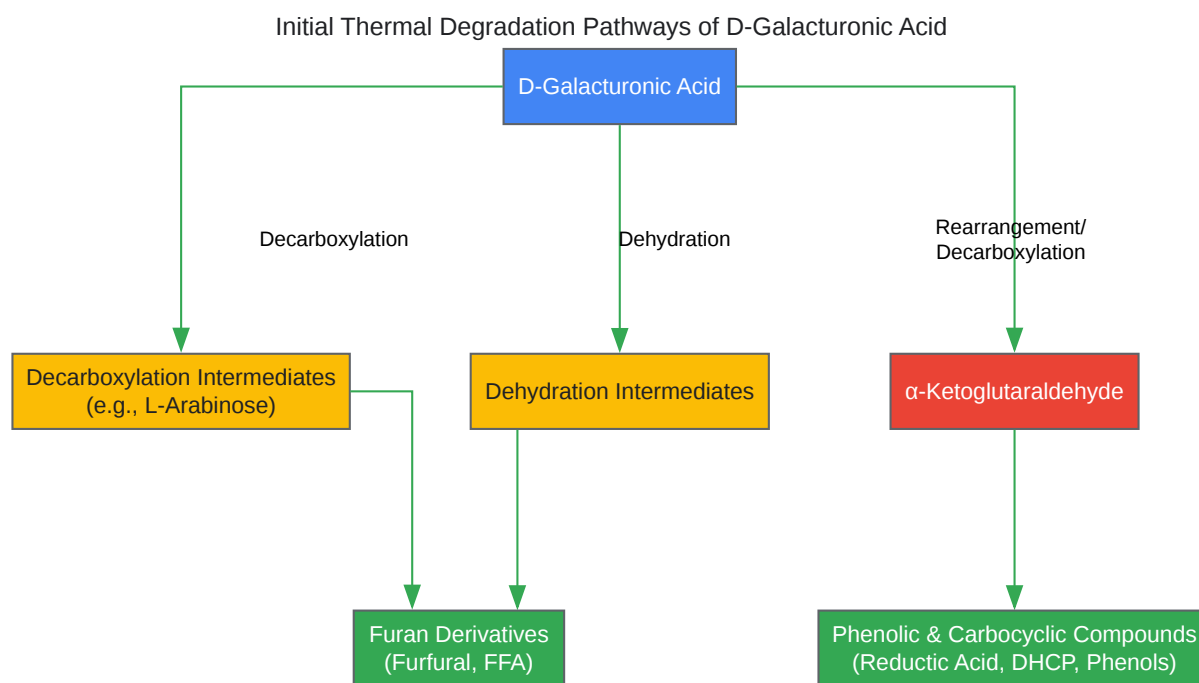 Initial Thermal Degradation Pathways of D-Galacturonic Acid
D-Galacturonic Acid
Decarboxylation
Dehydration
Rearrangement/
Decarboxylation
Decarboxylation Intermediates
(e.g., L-Arabinose)
Dehydration Intermediates
α-Ketoglutaraldehyde
Furan Derivatives
(Furfural, FFA)
Phenolic & Carbocyclic Compounds
(Reductic Acid, DHCP, Phenols)